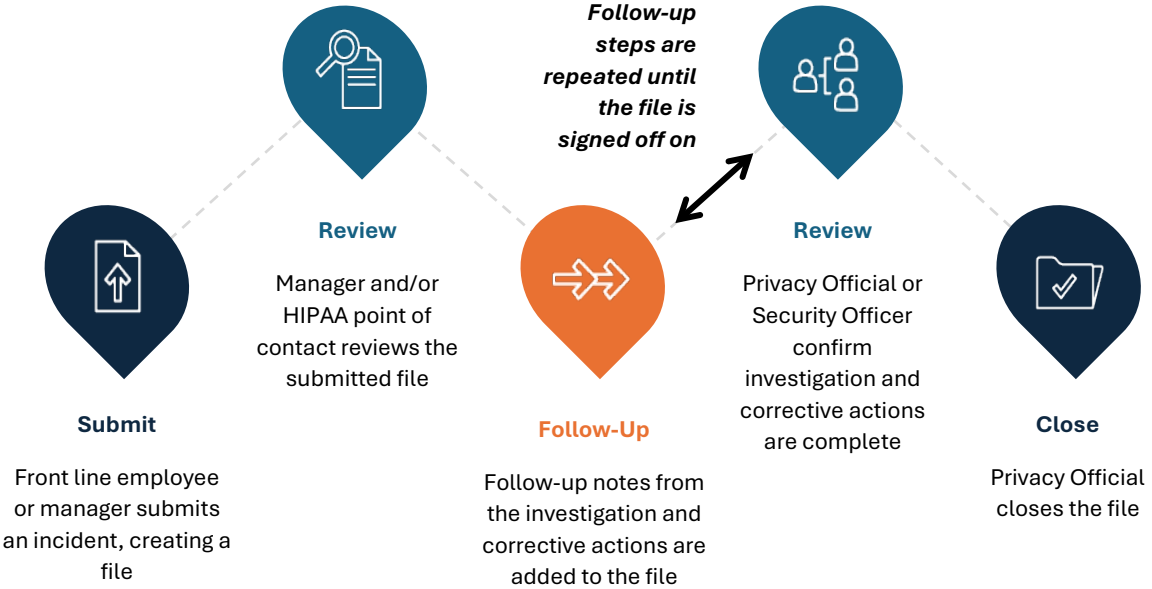 Submit
Front line employee
or manager submits
an incident, creating a
file
Review
Manager and/or
HIPAA point of
contact reviews the
submitted file
Follow-Up
Follow-up notes from
the investigation and
corrective actions are
added to the file
Follow-up
steps are
repeated until
the file is
signed off on
Review
Privacy Official or
Security Officer
confirm
investigation and
corrective actions
are complete
Close
Privacy Official
closes the file